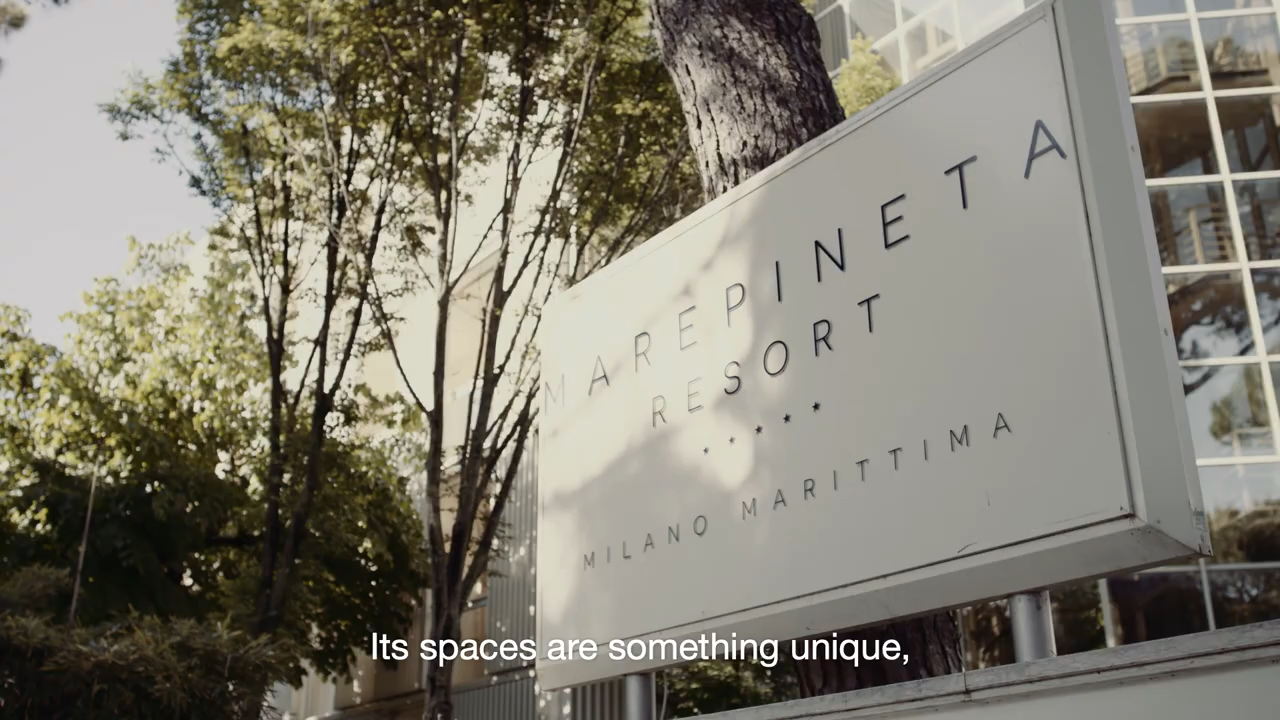 MAREPINETA
RESORT
★★★★★
MILANO MARITTIMA
Its spaces are something unique,